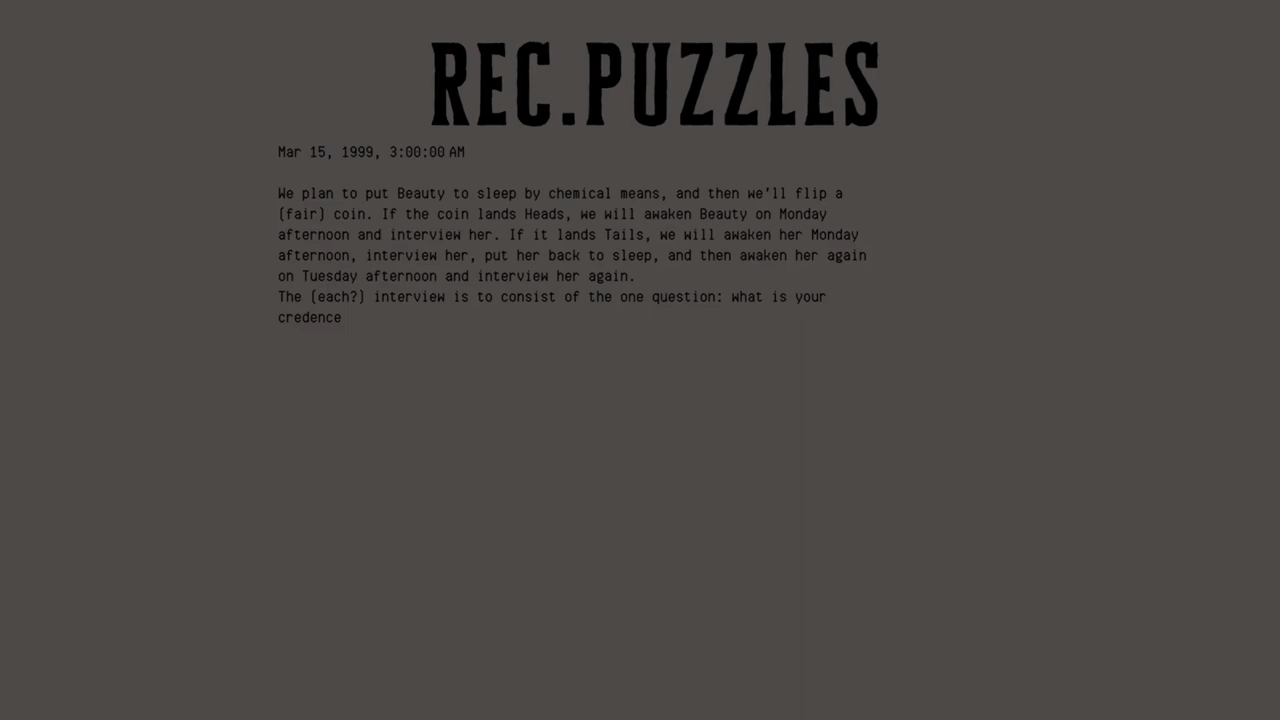 REC.PUZZLES
Mar 15, 1999, 3:00:00 AM
We plan to put Beauty to sleep by chemical means, and then we'll flip a
(fair) coin. If the coin lands Heads, we will awaken Beauty on Monday
afternoon and interview her. If it lands Tails, we will awaken her Monday
afternoon, interview her, put her back to sleep, and then awaken her again
on Tuesday afternoon and interview her again.
The (each?) interview is to consist of the one question: what is your
credence